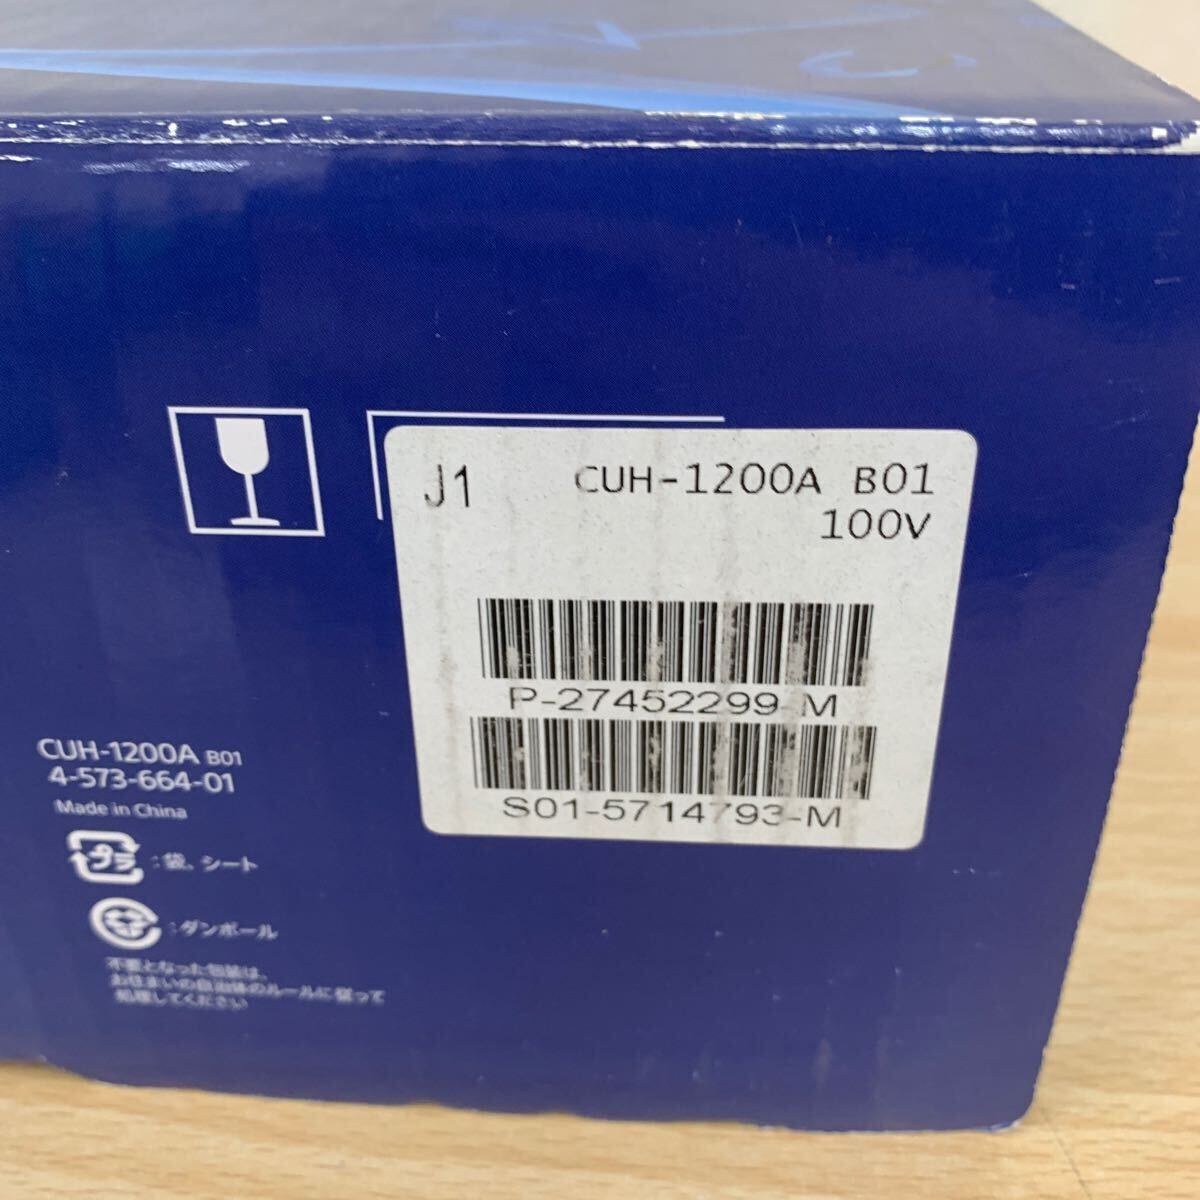 J1 CUH-1200A B01
100V
P-27452299-M
S01-5714793-M
CUH-1200A B01
4-573-664-01
Made in China
プラ :袋、シート
:ダンボール
不要となった包装は、
お住まいの自治体のルールに従って
処理してください